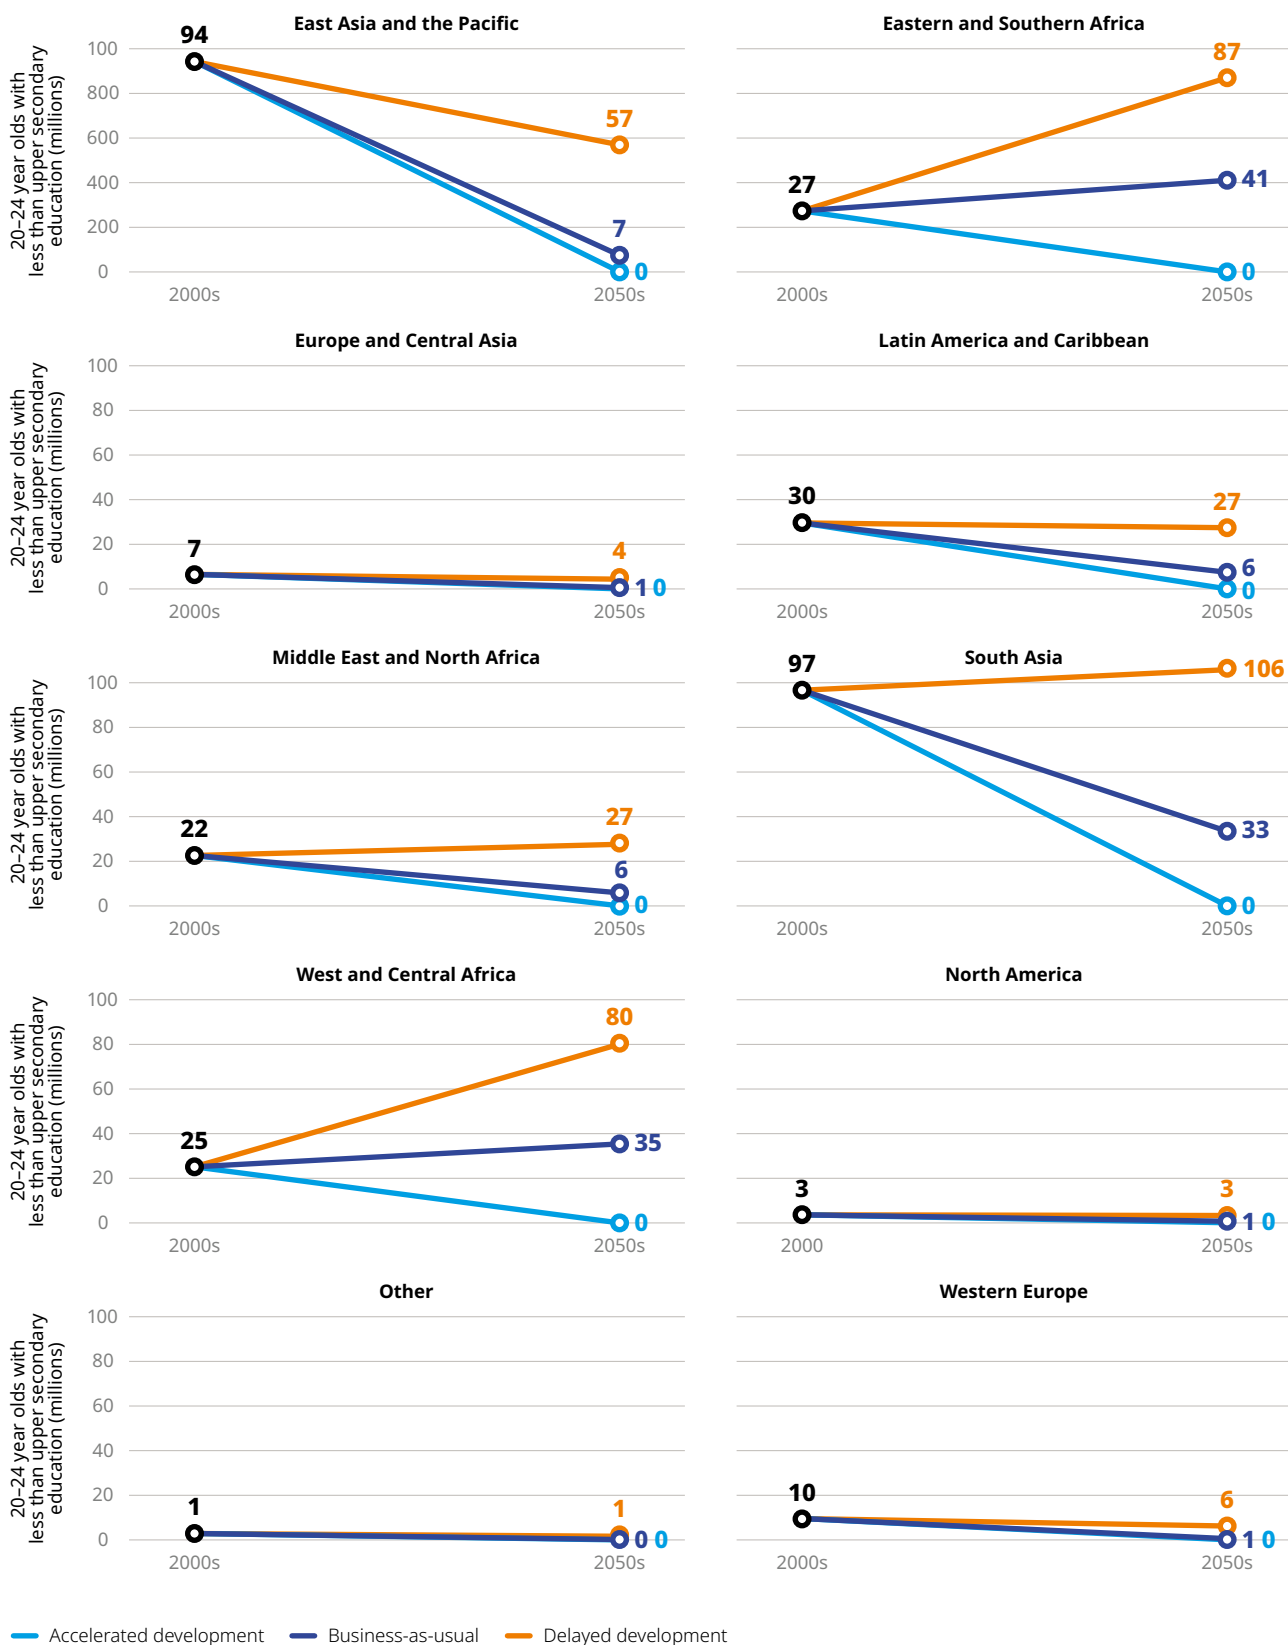 East Asia and the Pacific
20–24 year olds with
less than upper secondary
education (millions)
100
800
600
400
200
0
94
57
7
0
2000s
2050s
Eastern and Southern Africa
27
87
41
0
2000s
2050s
Europe and Central Asia
20–24 year olds with
less than upper secondary
education (millions)
100
80
60
40
20
0
7
4
1 0
2000s
2050s
Latin America and Caribbean
30
27
6
0
2000s
2050s
Middle East and North Africa
20–24 year olds with
less than upper secondary
education (millions)
100
80
60
40
20
0
22
27
6
0
2000s
2050s
South Asia
97
106
33
0
2000s
2050s
West and Central Africa
20–24 year olds with
less than upper secondary
education (millions)
100
80
60
40
20
0
25
80
35
0
2000s
2050s
North America
3
3
1 0
2000
2050s
Other
20–24 year olds with
less than upper secondary
education (millions)
100
80
60
40
20
0
1
1
0 0
2000s
2050s
Western Europe
10
6
1 0
2000s
2050s
Accelerated development Business-as-usual Delayed development